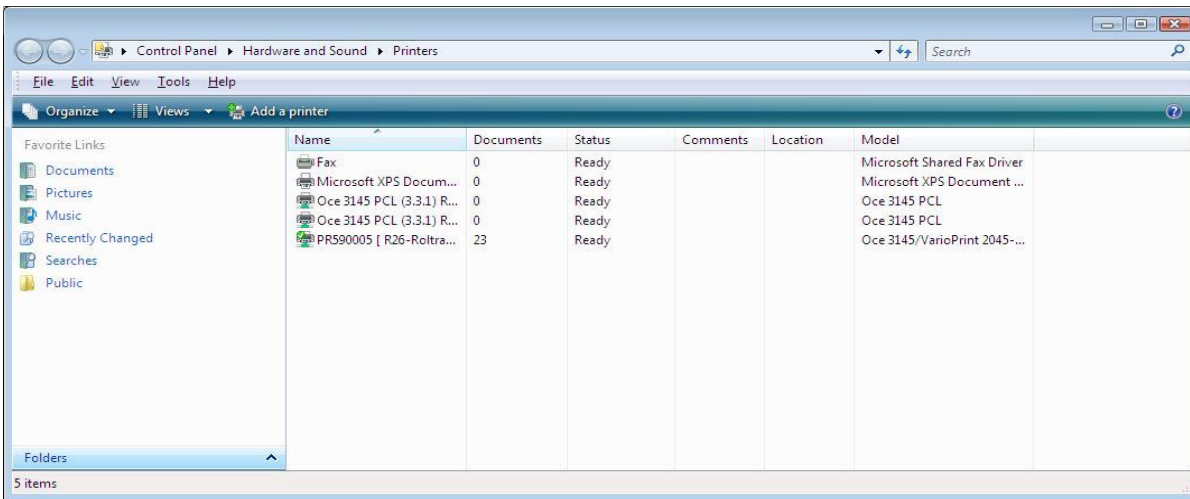 Control Panel Hardware and Sound Printers Search
File Edit View Tools Help
Organize Views Add a printer
Favorite Links
Documents
Pictures
Music
Recently Changed
Searches
Public
Folders
Name Documents Status Comments Location Model
Fax 0 Ready Microsoft Shared Fax Driver
Microsoft XPS Docum... 0 Ready Microsoft XPS Document ...
Oce 3145 PCL (3.3.1) R... 0 Ready Oce 3145 PCL
Oce 3145 PCL (3.3.1) R... 0 Ready Oce 3145 PCL
PR590005 [ R26-Roltra... 23 Ready Oce 3145/VarioPrint 2045-...
5 items